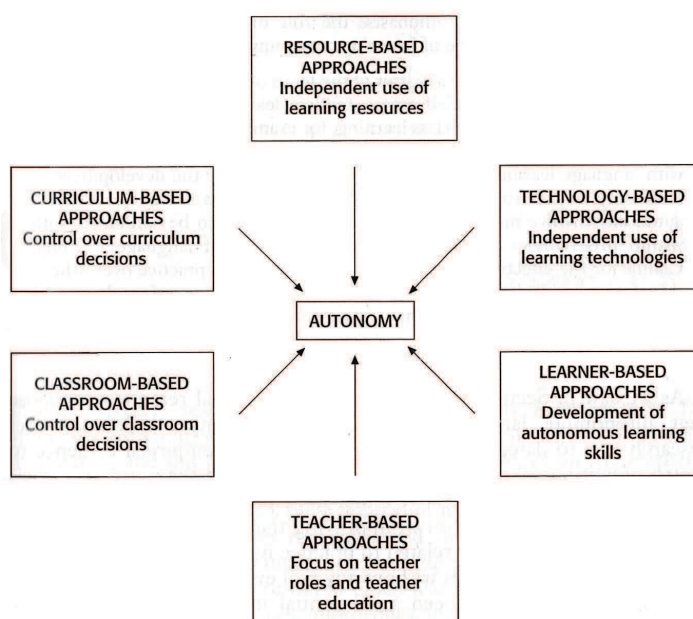 RESOURCE-BASED
APPROACHES
Independent use of
learning resources
CURRICULUM-BASED
APPROACHES
Control over curriculum
decisions
TECHNOLOGY-BASED
APPROACHES
Independent use of
learning technologies
AUTONOMY
CLASSROOM-BASED
APPROACHES
Control over classroom
decisions
LEARNER-BASED
APPROACHES
Development of
autonomous learning
skills
TEACHER-BASED
APPROACHES
Focus on teacher
roles and teacher
education